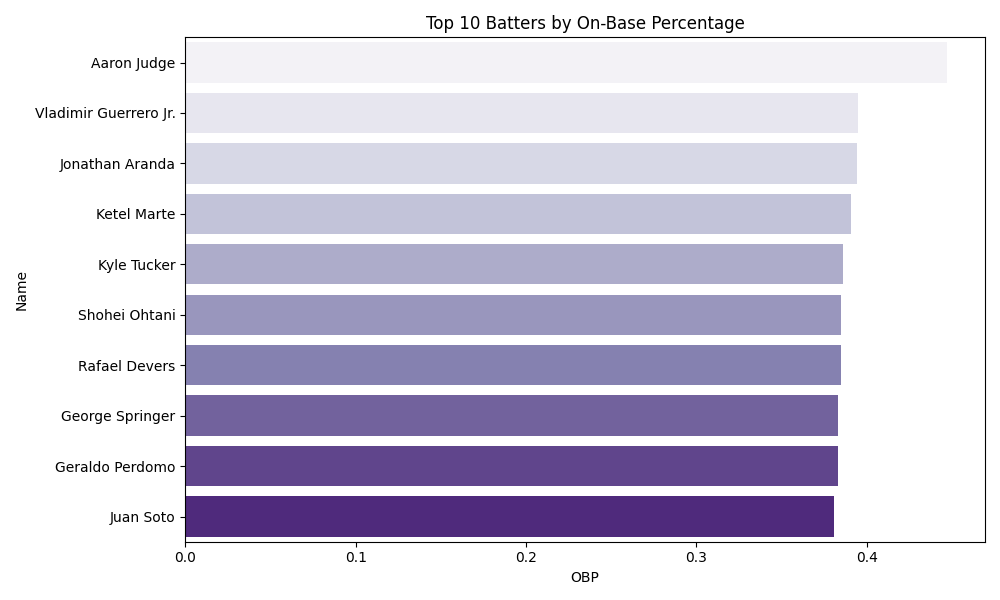 Top 10 Batters by On-Base Percentage
Name
Aaron Judge
Vladimir Guerrero Jr.
Jonathan Aranda
Ketel Marte
Kyle Tucker
Shohei Ohtani
Rafael Devers
George Springer
Geraldo Perdomo
Juan Soto
0.0 0.1 0.2 0.3 0.4
OBP